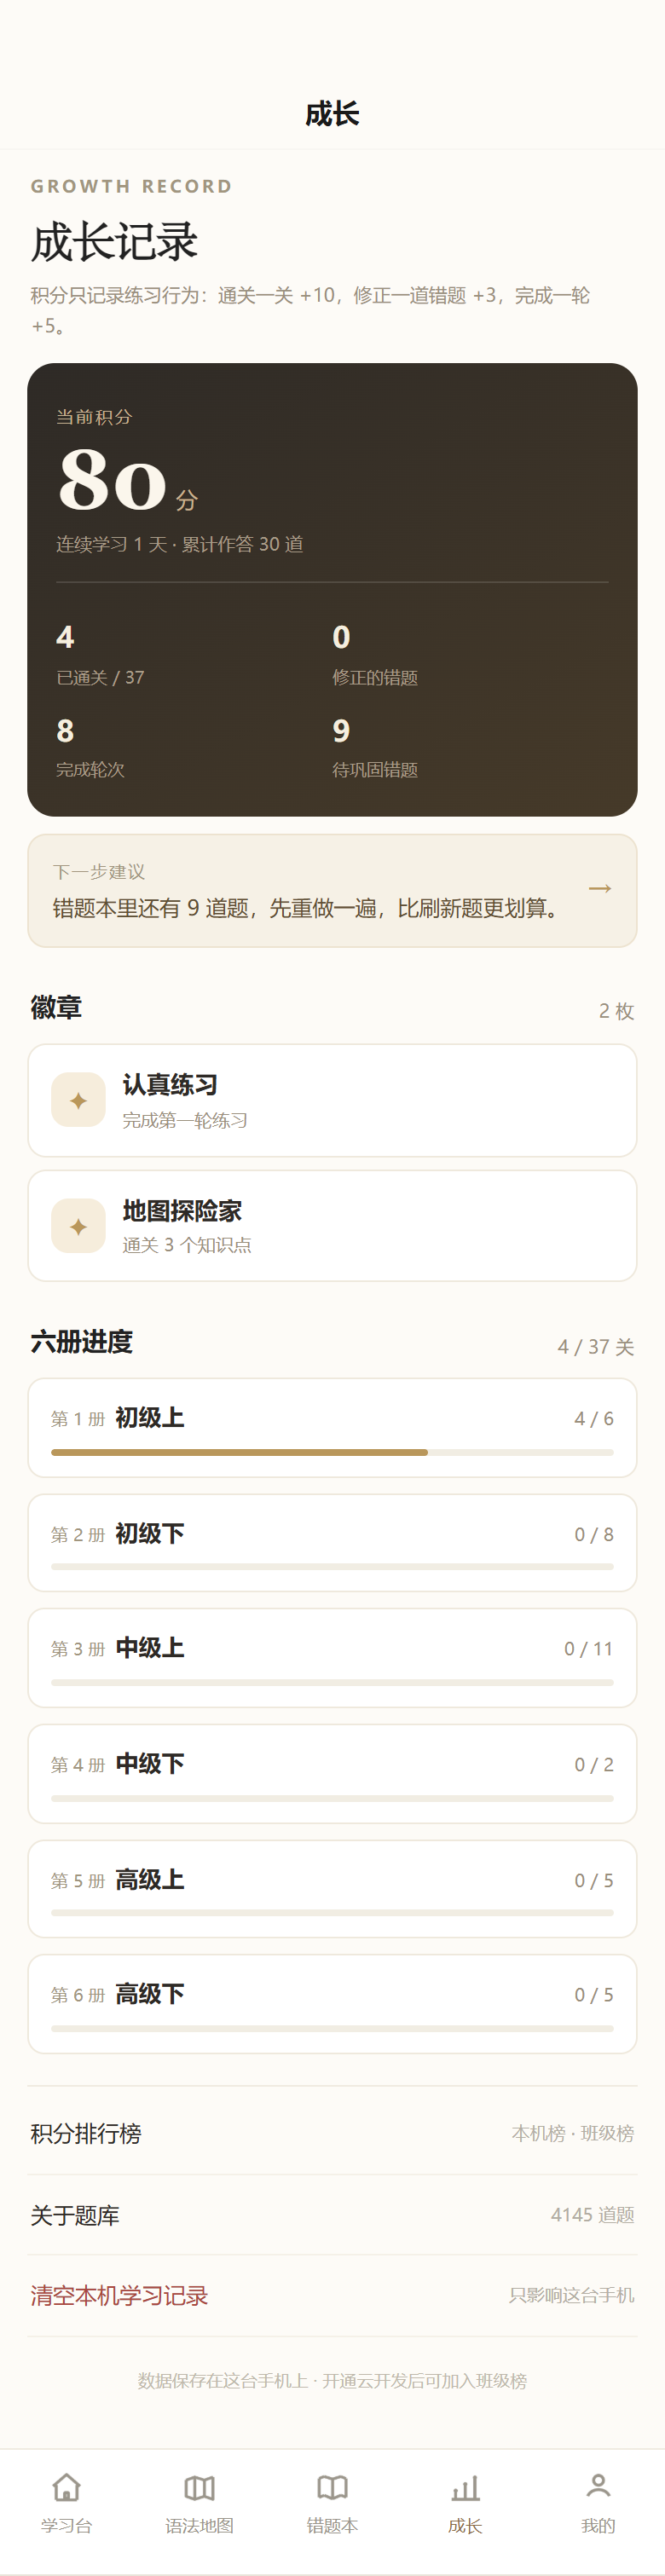 成长
GROWTH RECORD
成长记录
积分只记录练习行为：通关一关 +10，修正一道错题 +3，完成一轮
+5。
当前积分
80 分
连续学习 1 天 · 累计作答 30 道
4
0
已通关 / 37
修正的错题
8
9
完成轮次
待巩固错题
下一步建议
错题本里还有 9 道题，先重做一遍，比刷新题更划算。
→
徽章
2 枚
认真练习
完成第一轮练习
地图探险家
通关 3 个知识点
六册进度
4 / 37 关
第 1 册 初级上
4 / 6
第 2 册 初级下
0 / 8
第 3 册 中级上
0 / 11
第 4 册 中级下
0 / 2
第 5 册 高级上
0 / 5
第 6 册 高级下
0 / 5
积分排行榜
本机榜 · 班级榜
关于题库
4145 道题
清空本机学习记录
只影响这台手机
数据保存在这台手机上 · 开通云开发后可加入班级榜
学习台
语法地图
错题本
成长
我的